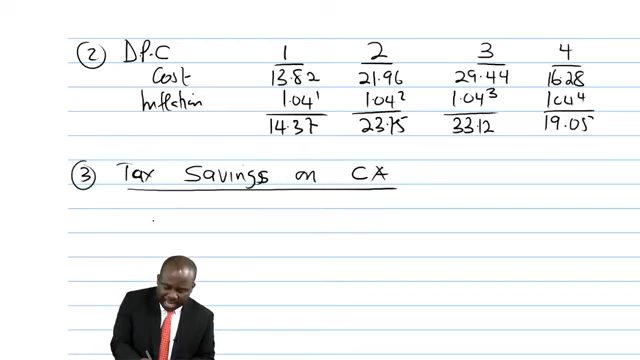 ② D.P.C 1 2 3 4
Cost 13.82 21.96 29.44 16.28
Inflation 1.04¹ 1.04² 1.04³ 1.04⁴
14.37 23.75 33.12 19.05
③ Tax Savings on CA